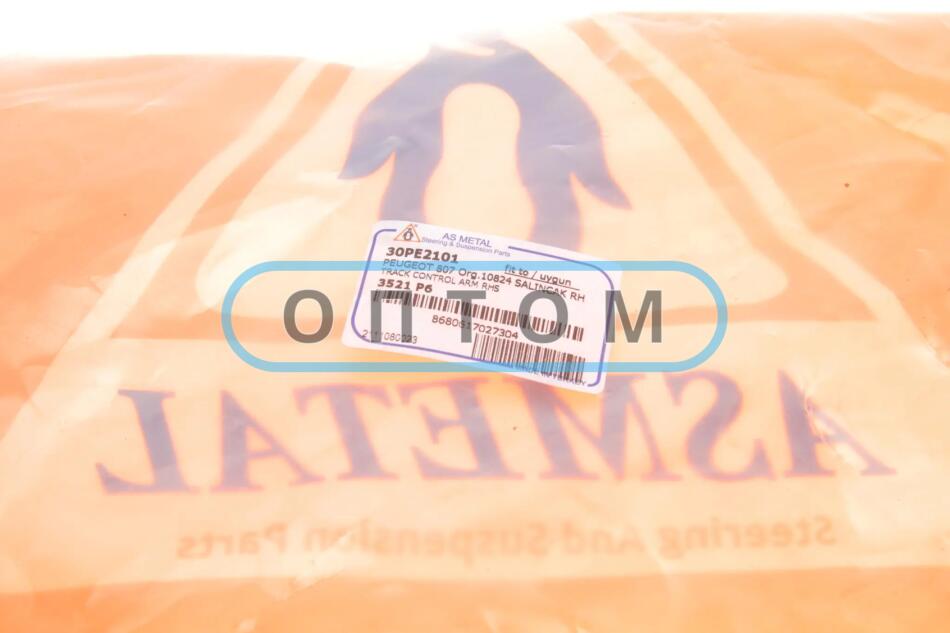 AS METAL
Steering & Suspension Parts
30PE2101
fit to / uygun
PEUGEOT 807 Org.10824 SALINCAK RH
TRACK CONTROL ARM RHS
3521 P6
ОПТОМ
8680617027304
ASMETAL
Steering And Suspension Parts